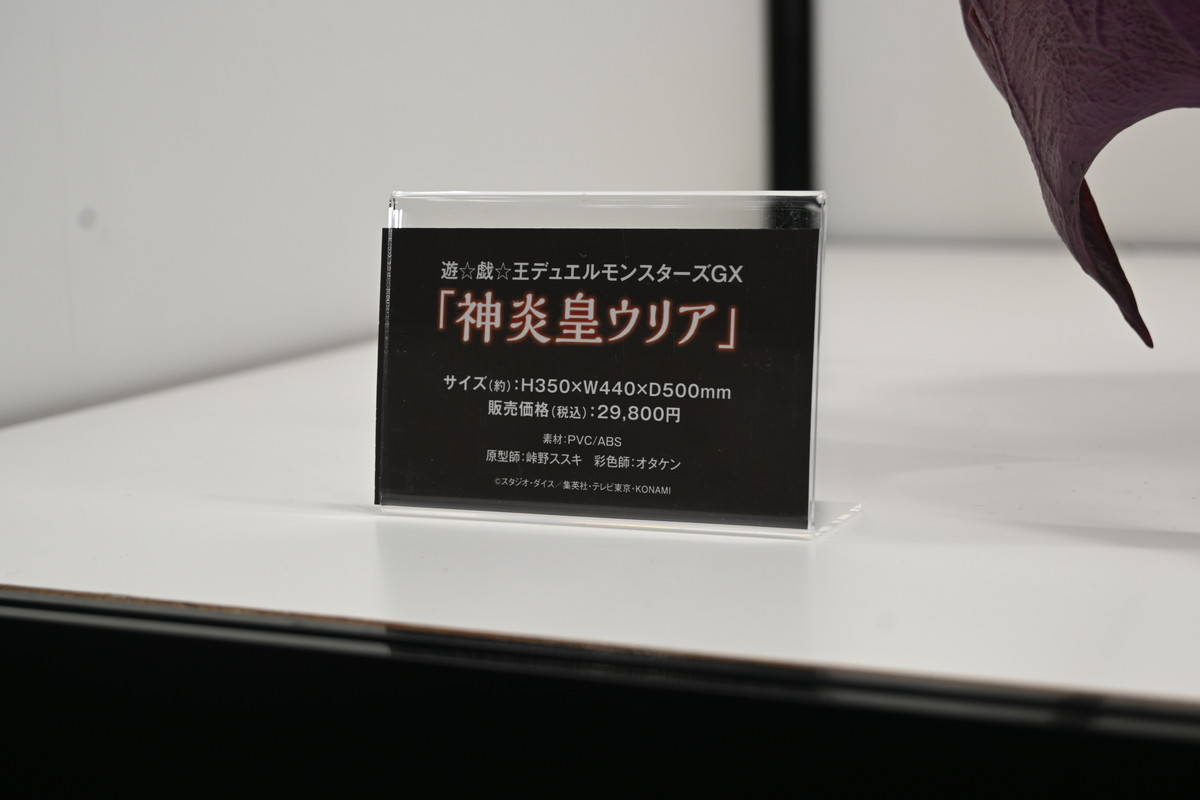 遊☆戯☆王デュエルモンスターズGX
「神炎皇ウリア」
サイズ(約):H350×W440×D500mm
販売価格(税込):29,800円
素材:PVC/ABS
原型師:峠野ススキ　彩色師:オタケン
©スタジオ・ダイス／集英社・テレビ東京・KONAMI